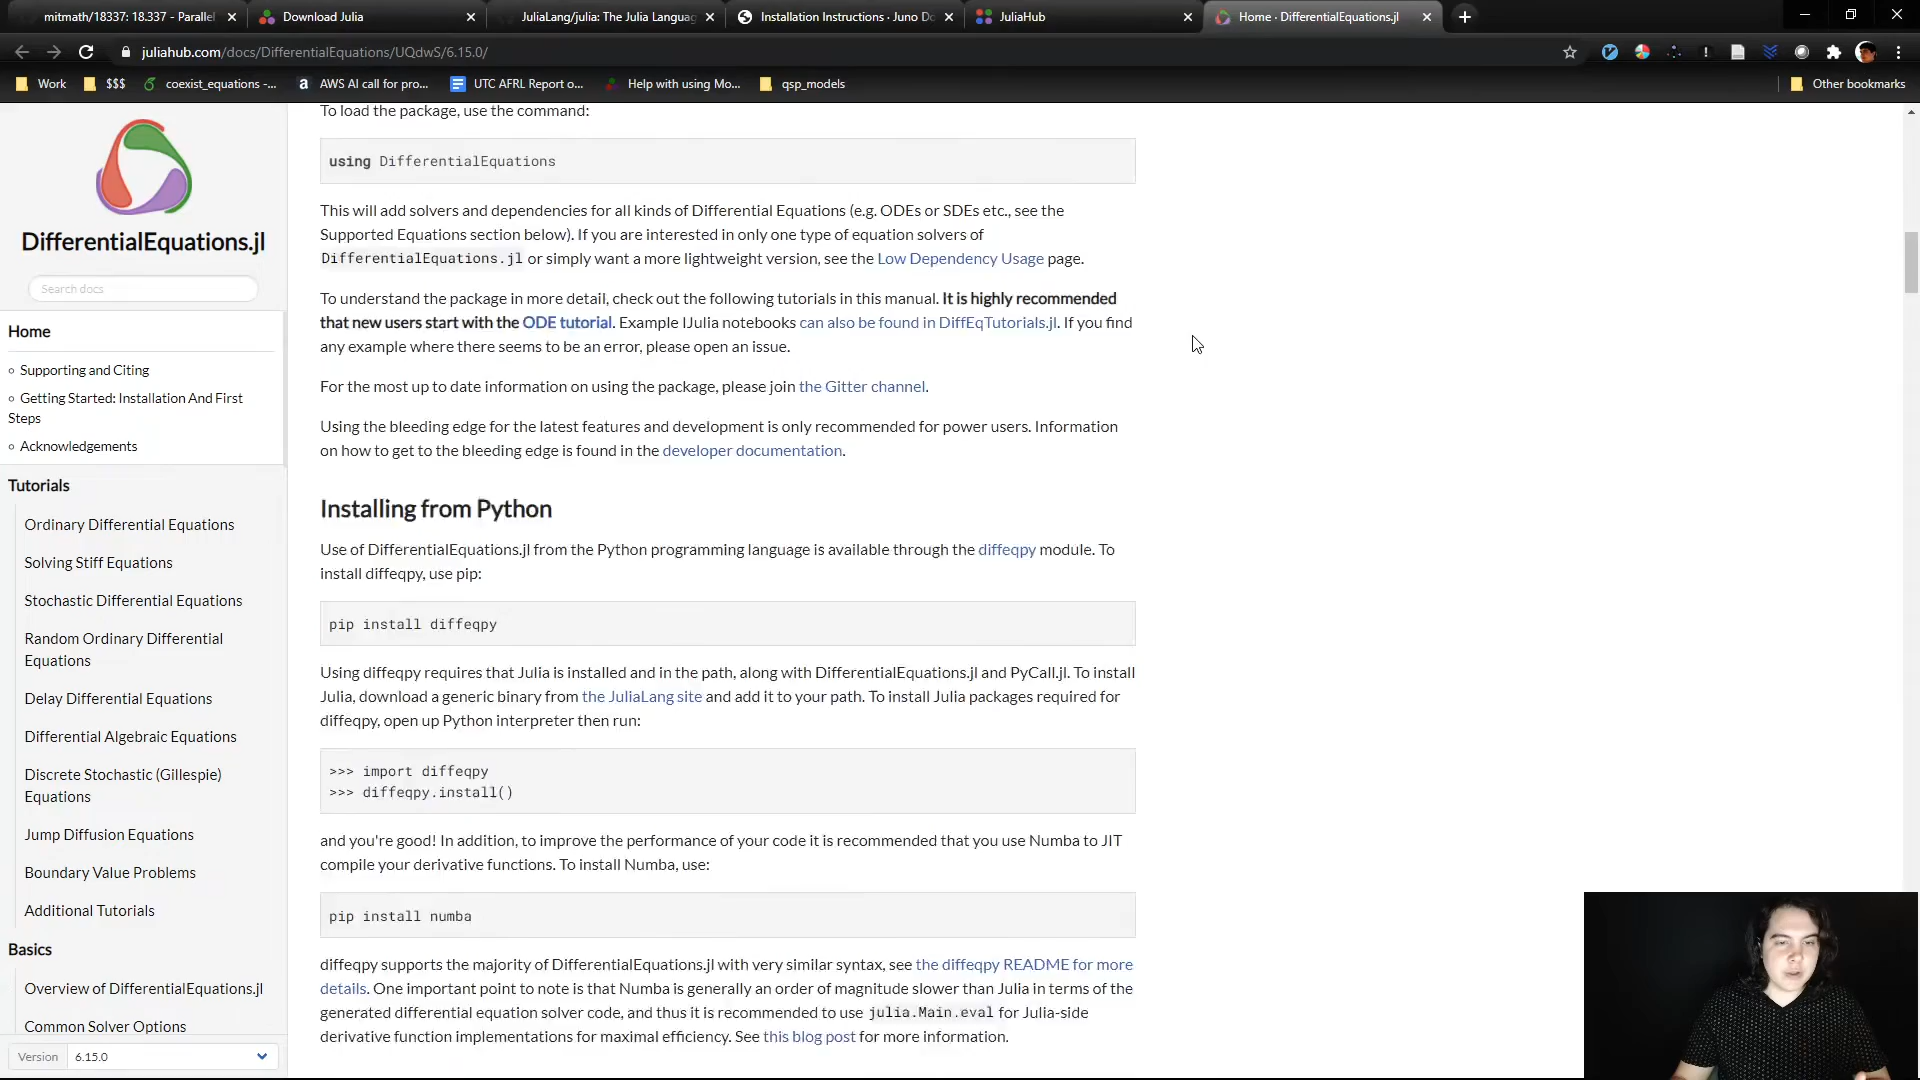 mitmath/18337: 18.337 - Parallel
Download Julia
JuliaLang/julia: The Julia Languag
Installation Instructions · Juno Do
JuliaHub
Home · DifferentialEquations.jl
juliahub.com/docs/DifferentialEquations/UQdwS/6.15.0/
Work
$$$
coexist_equations -...
AWS AI call for pro...
UTC AFRL Report o...
Help with using Mo...
qsp_models
Other bookmarks
DifferentialEquations.jl
Search docs
Home
Supporting and Citing
Getting Started: Installation And First
Steps
Acknowledgements
Tutorials
Ordinary Differential Equations
Solving Stiff Equations
Stochastic Differential Equations
Random Ordinary Differential
Equations
Delay Differential Equations
Differential Algebraic Equations
Discrete Stochastic (Gillespie)
Equations
Jump Diffusion Equations
Boundary Value Problems
Additional Tutorials
Basics
Overview of DifferentialEquations.jl
Common Solver Options
Version 6.15.0
To load the package, use the command:
using DifferentialEquations
This will add solvers and dependencies for all kinds of Differential Equations (e.g. ODEs or SDEs etc., see the
Supported Equations section below). If you are interested in only one type of equation solvers of
DifferentialEquations.jl or simply want a more lightweight version, see the Low Dependency Usage page.
To understand the package in more detail, check out the following tutorials in this manual. It is highly recommended
that new users start with the ODE tutorial. Example IJulia notebooks can also be found in DiffEqTutorials.jl. If you find
any example where there seems to be an error, please open an issue.
For the most up to date information on using the package, please join the Gitter channel.
Using the bleeding edge for the latest features and development is only recommended for power users. Information
on how to get to the bleeding edge is found in the developer documentation.
Installing from Python
Use of DifferentialEquations.jl from the Python programming language is available through the diffeqpy module. To
install diffeqpy, use pip:
pip install diffeqpy
Using diffeqpy requires that Julia is installed and in the path, along with DifferentialEquations.jl and PyCall.jl. To install
Julia, download a generic binary from the JuliaLang site and add it to your path. To install Julia packages required for
diffeqpy, open up Python interpreter then run:
>>> import diffeqpy
>>> diffeqpy.install()
and you're good! In addition, to improve the performance of your code it is recommended that you use Numba to JIT
compile your derivative functions. To install Numba, use:
pip install numba
diffeqpy supports the majority of DifferentialEquations.jl with very similar syntax, see the diffeqpy README for more
details. One important point to note is that Numba is generally an order of magnitude slower than Julia in terms of the
generated differential equation solver code, and thus it is recommended to use julia.Main.eval for Julia-side
derivative function implementations for maximal efficiency. See this blog post for more information.